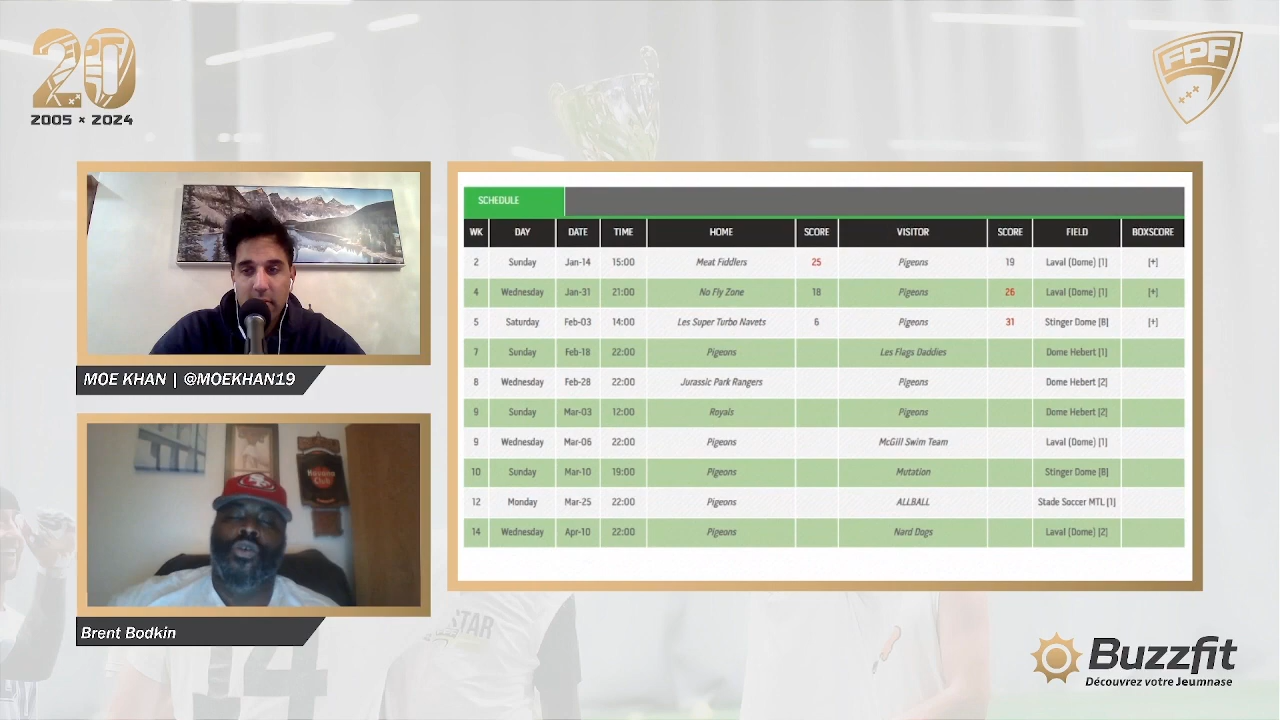 20
2005 × 2024
FPF
MOE KHAN | @MOEKHAN19
Havana
Club
Brent Bodkin
SCHEDULE
WK DAY DATE TIME HOME SCORE VISITOR SCORE FIELD BOXSCORE
2 Sunday Jan-14 15:00 Meat Fiddlers 25 Pigeons 19 Laval (Dome) [1] [+]
4 Wednesday Jan-31 21:00 No Fly Zone 18 Pigeons 26 Laval (Dome) [1] [+]
5 Saturday Feb-03 14:00 Les Super Turbo Navets 6 Pigeons 31 Stinger Dome [B] [+]
7 Sunday Feb-18 22:00 Pigeons Les Flags Daddies Dome Hebert [1]
8 Wednesday Feb-28 22:00 Jurassic Park Rangers Pigeons Dome Hebert [2]
9 Sunday Mar-03 12:00 Royals Pigeons Dome Hebert [2]
9 Wednesday Mar-06 22:00 Pigeons McGill Swim Team Laval (Dome) [1]
10 Sunday Mar-10 19:00 Pigeons Mutation Stinger Dome [B]
12 Monday Mar-25 22:00 Pigeons ALLBALL Stade Soccer MTL [1]
14 Wednesday Apr-10 22:00 Pigeons Nard Dogs Laval (Dome) [2]
STAR
14
Buzzfit
Découvrez votre Jeumnase